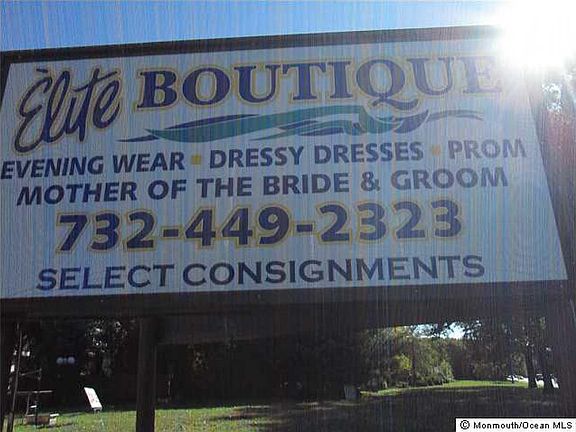 Èlite BOUTIQUE
EVENING WEAR • DRESSY DRESSES • PROM
MOTHER OF THE BRIDE & GROOM
732-449-2323
SELECT CONSIGNMENTS
© Monmouth/Ocean MLS